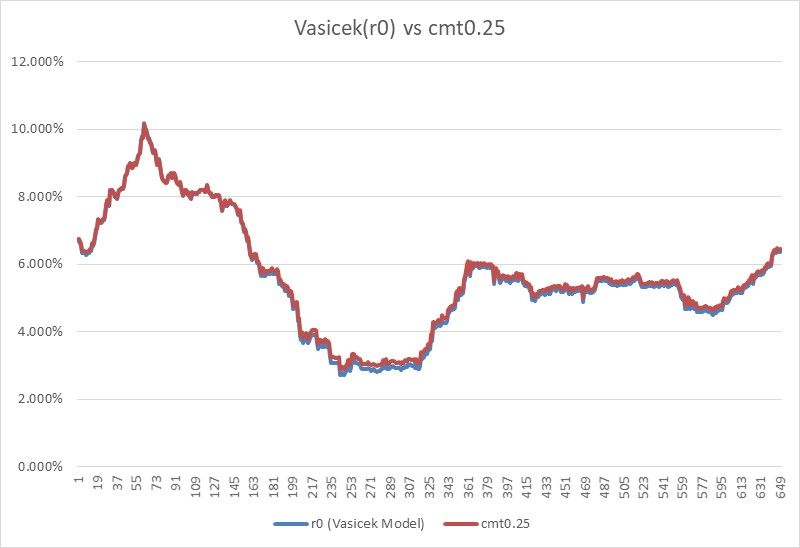 Vasicek(r0) vs cmt0.25
12.000%
10.000%
8.000%
6.000%
4.000%
2.000%
0.000%
1 19 37 55 73 91 109 127 145 163 181 199 217 235 253 271 289 307 325 343 361 379 397 415 433 451 469 487 505 523 541 559 577 595 613 631 649
r0 (Vasicek Model) cmt0.25